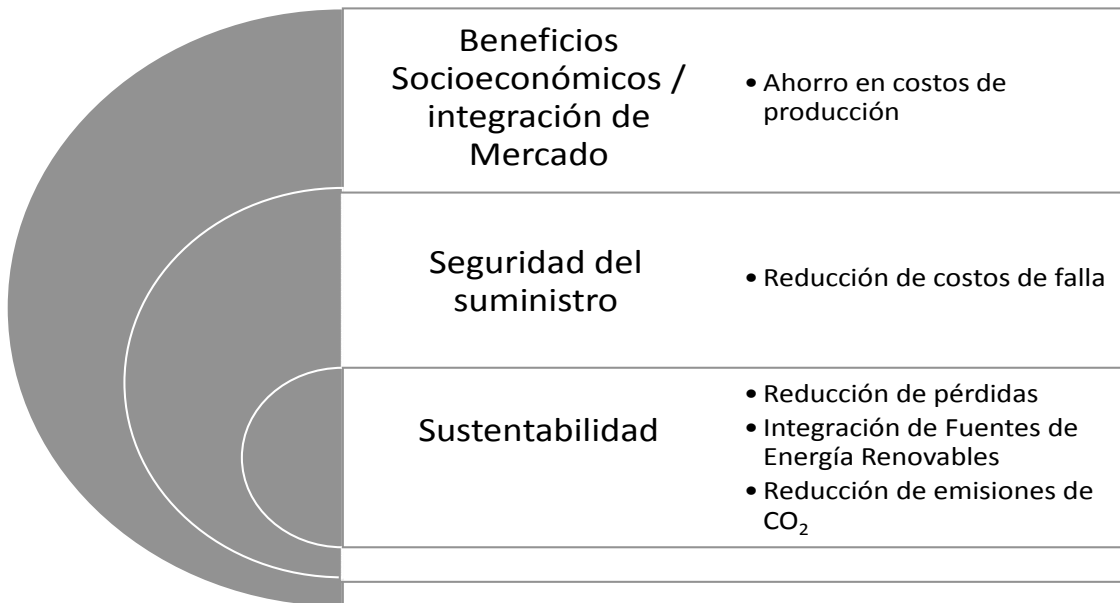 Beneficios
Socioeconómicos /
integración de
Mercado
• Ahorro en costos de
producción
Seguridad del
suministro
• Reducción de costos de falla
Sustentabilidad
• Reducción de pérdidas
• Integración de Fuentes de
Energía Renovables
• Reducción de emisiones de
CO₂